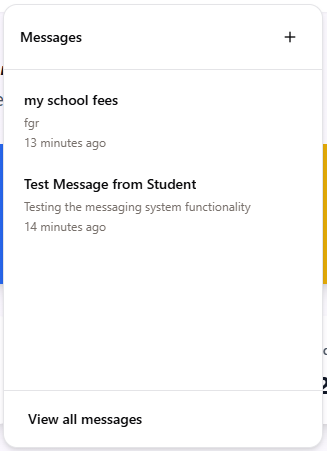 Messages
my school fees
fgr
13 minutes ago
Test Message from Student
Testing the messaging system functionality
14 minutes ago
View all messages